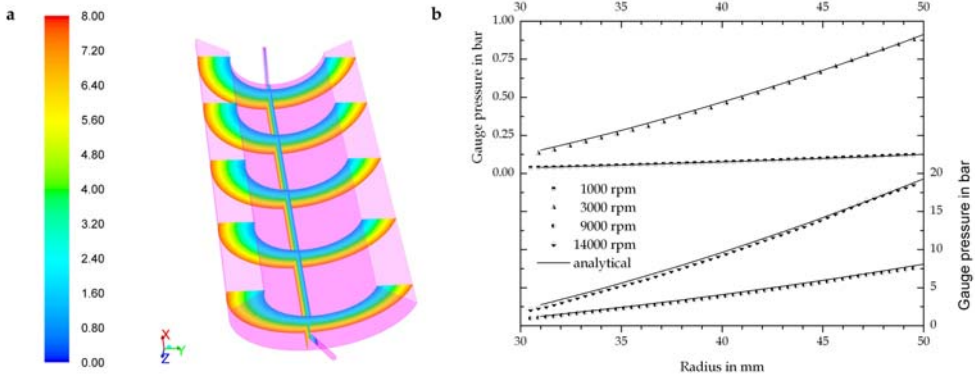 a
8.00
7.20
6.40
5.60
4.80
4.00
3.20
2.40
1.60
0.80
0.00
X
Y
Z
b
30 35 40 45 50
1.00
0.75
0.50
0.25
0.00
Gauge pressure in bar
1000 rpm
3000 rpm
9000 rpm
14000 rpm
analytical
20
15
10
5
0
Gauge pressure in bar
30 35 40 45 50
Radius in mm